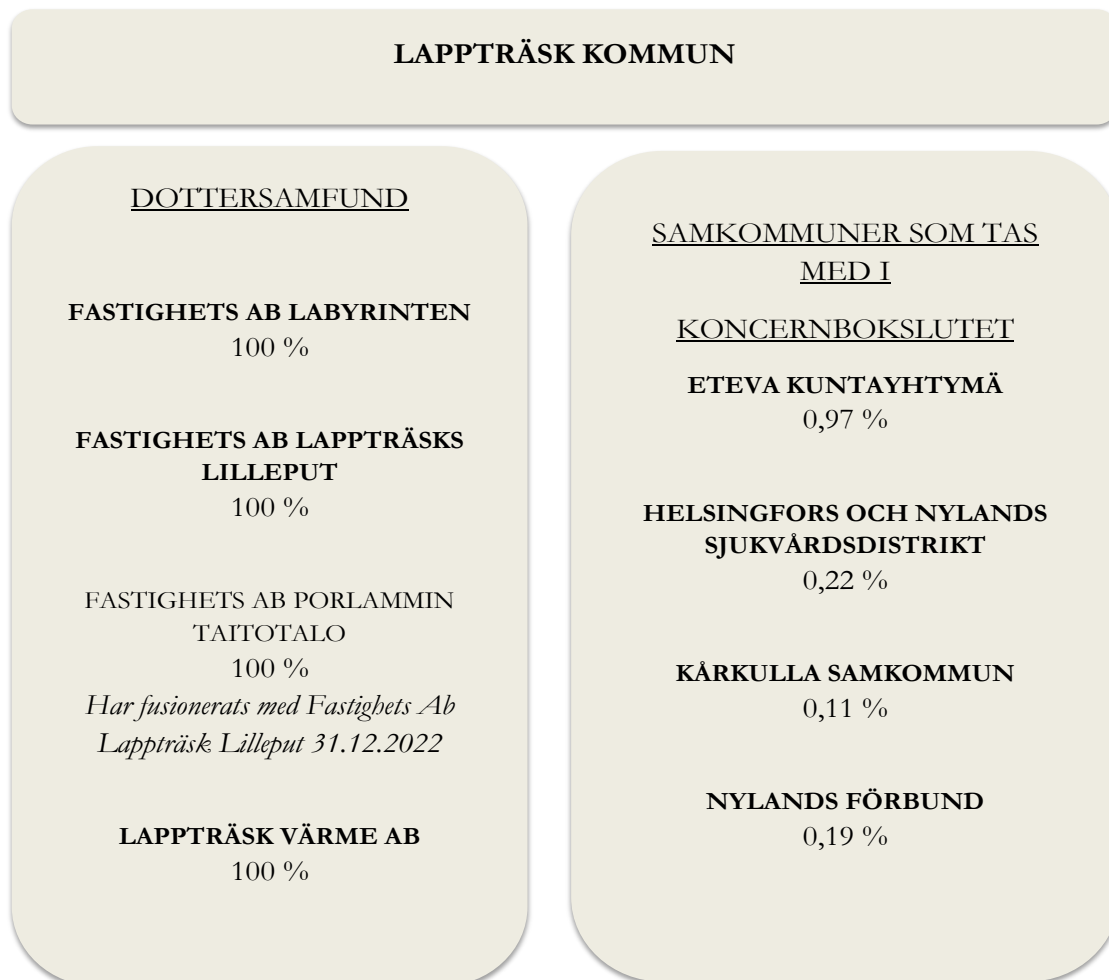 LAPPTRÄSK KOMMUN
DOTTERSAMFUND
FASTIGHETS AB LABYRINTEN
100 %
FASTIGHETS AB LAPPTRÄSKS
LILLEPUT
100 %
FASTIGHETS AB PORLAMMIN
TAITOTALO
100 %
Har fusionerats med Fastighets Ab
Lappträsk Lilleput 31.12.2022
LAPPTRÄSK VÄRME AB
100 %
SAMKOMMUNER SOM TAS
MED I
KONCERNBOKSLUTET
ETEVA KUNTAYHTYMÄ
0,97 %
HELSINGFORS OCH NYLANDS
SJUKVÅRDSDISTRIKT
0,22 %
KÅRKULLA SAMKOMMUN
0,11 %
NYLANDS FÖRBUND
0,19 %